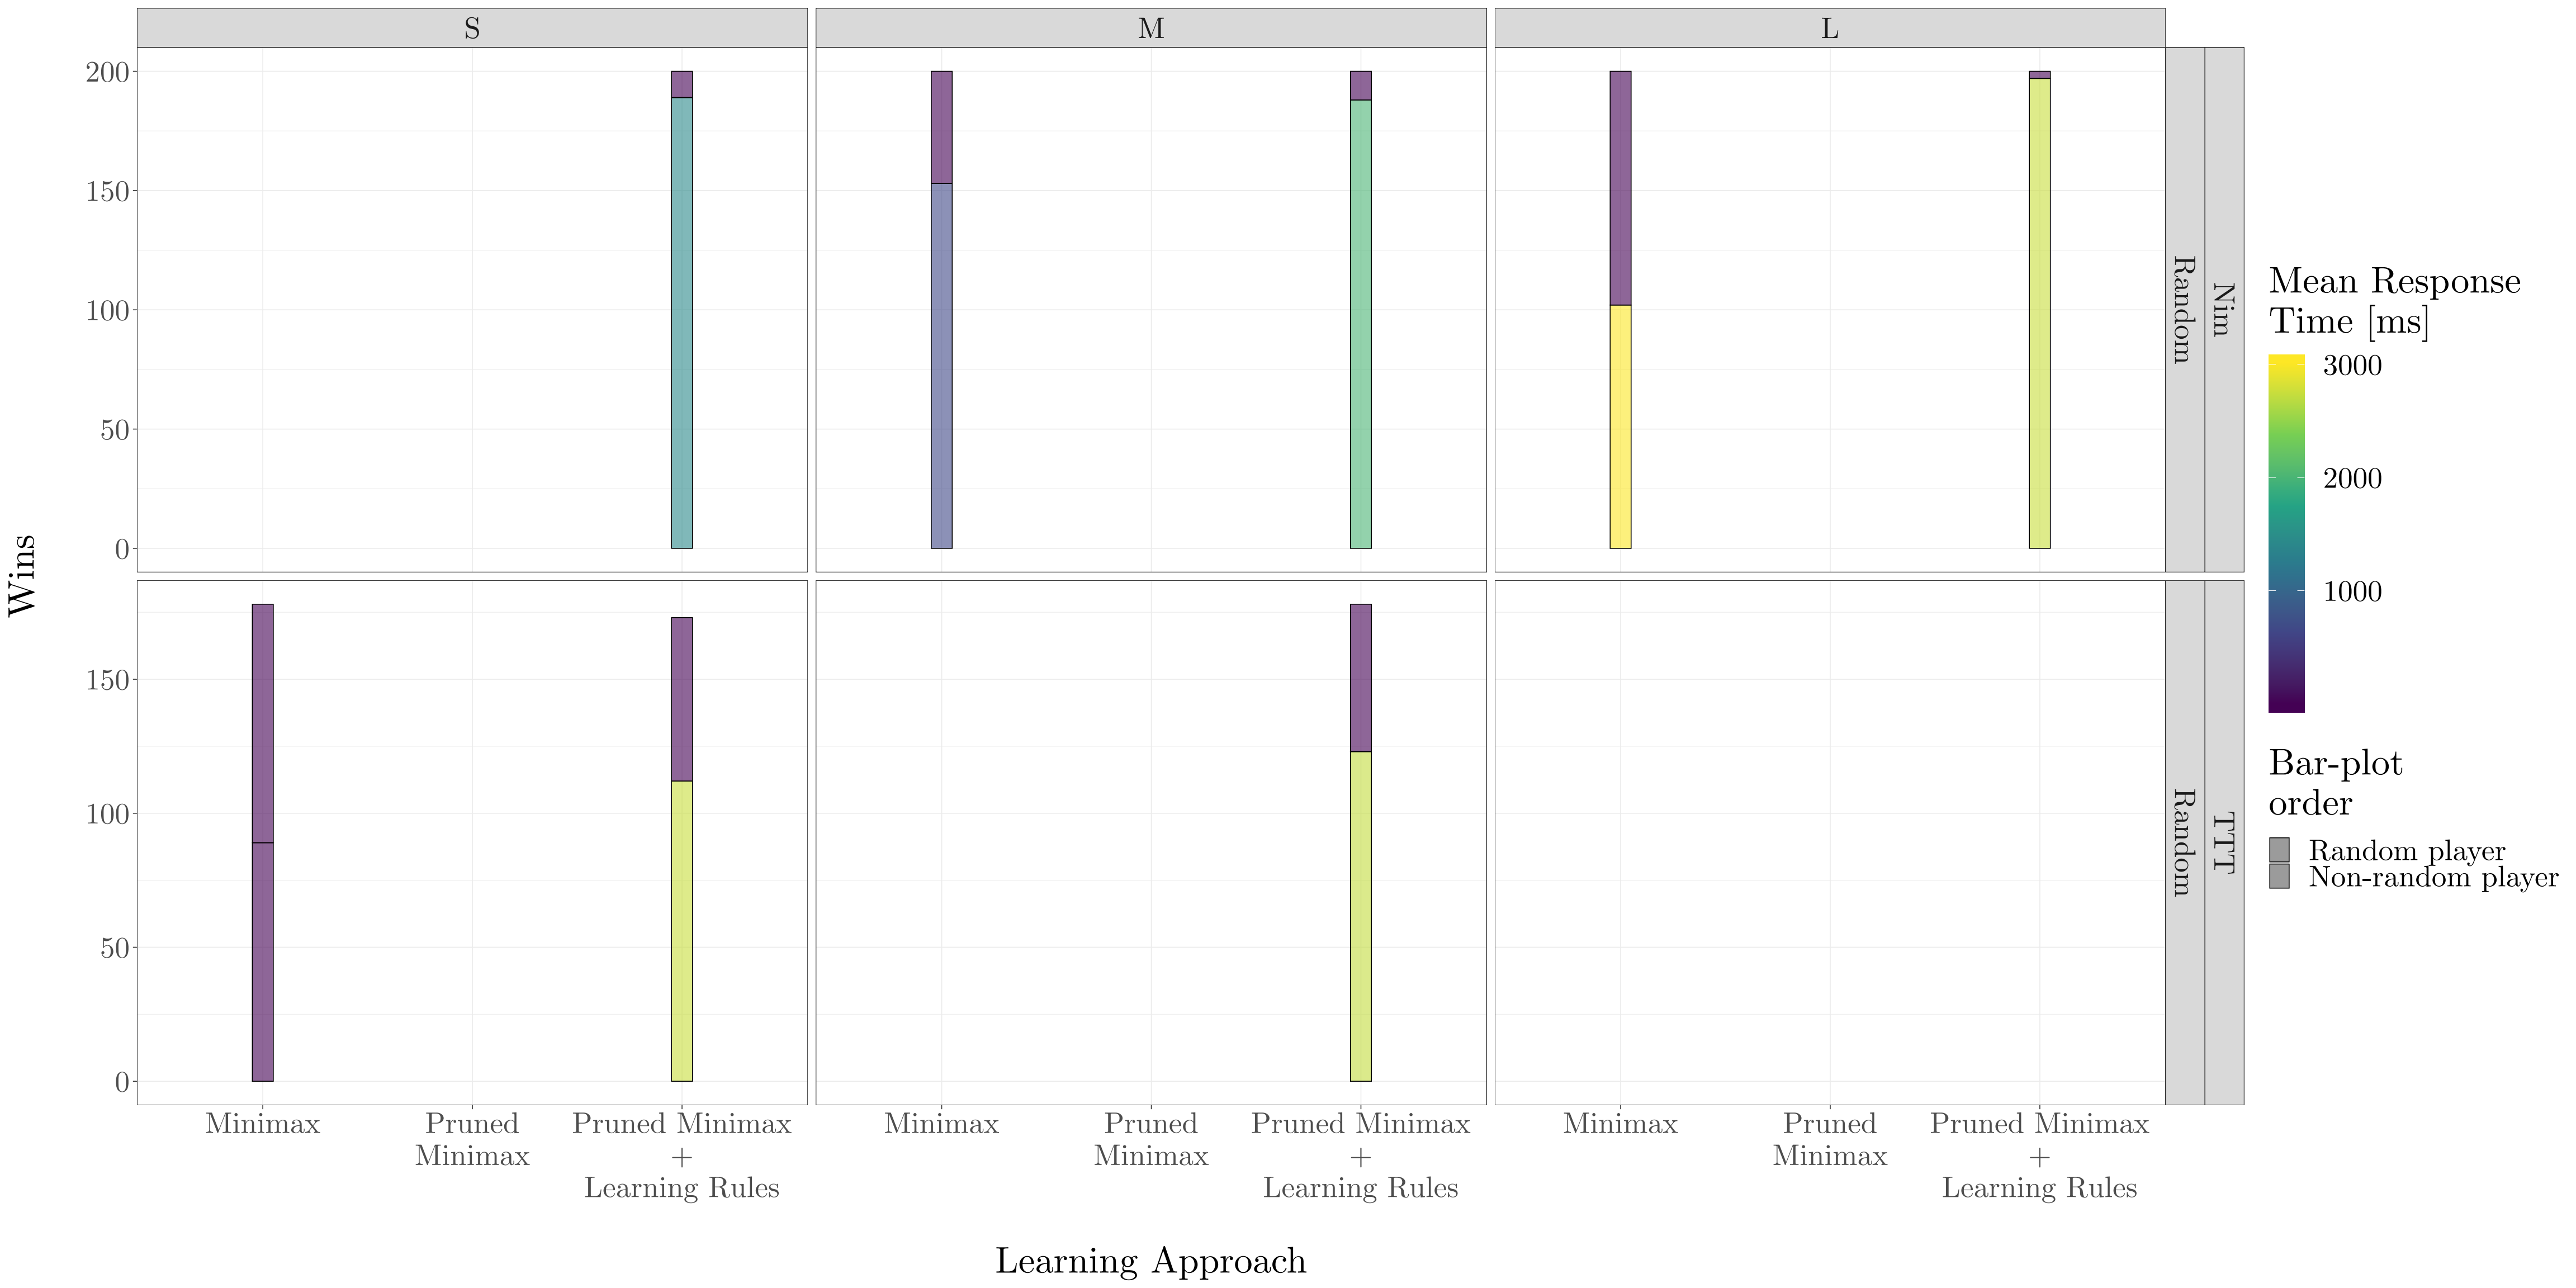 S
M
L
200
150
100
50
0
Random
Nim
150
100
50
0
Random
TTT
Wins
Minimax
Pruned
Minimax
Pruned Minimax
+
Learning Rules
Minimax
Pruned
Minimax
Pruned Minimax
+
Learning Rules
Minimax
Pruned
Minimax
Pruned Minimax
+
Learning Rules
Learning Approach
Mean Response
Time [ms]
3000
2000
1000
Bar-plot
order
Random player
Non-random player